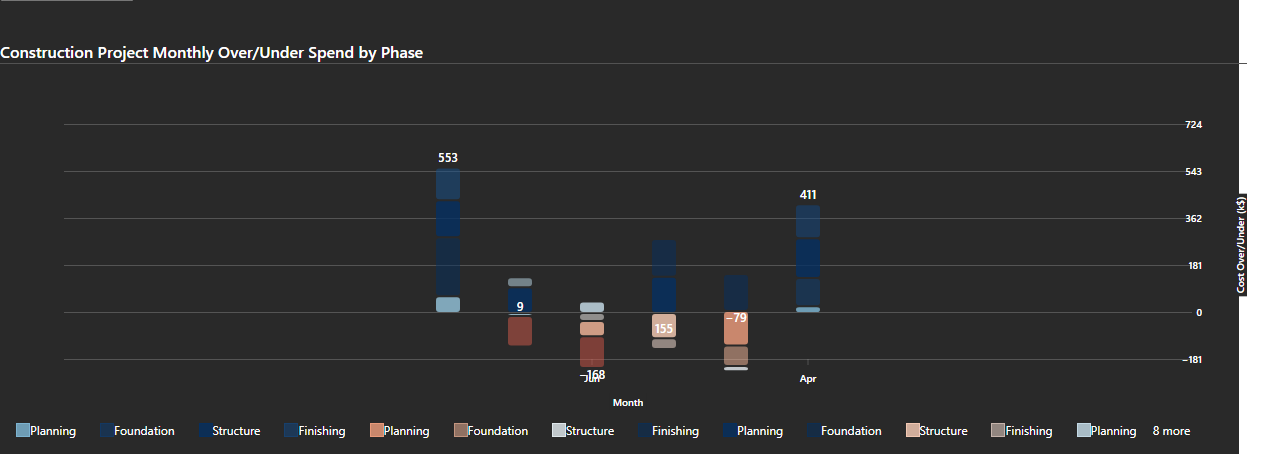 Construction Project Monthly Over/Under Spend by Phase
724
553
543
411
362
181
Cost Over/Under (k$)
9
0
155
−79
−181
−168
Jun
Apr
Month
Planning Foundation Structure Finishing Planning Foundation Structure Finishing Planning Foundation Structure Finishing Planning 8 more